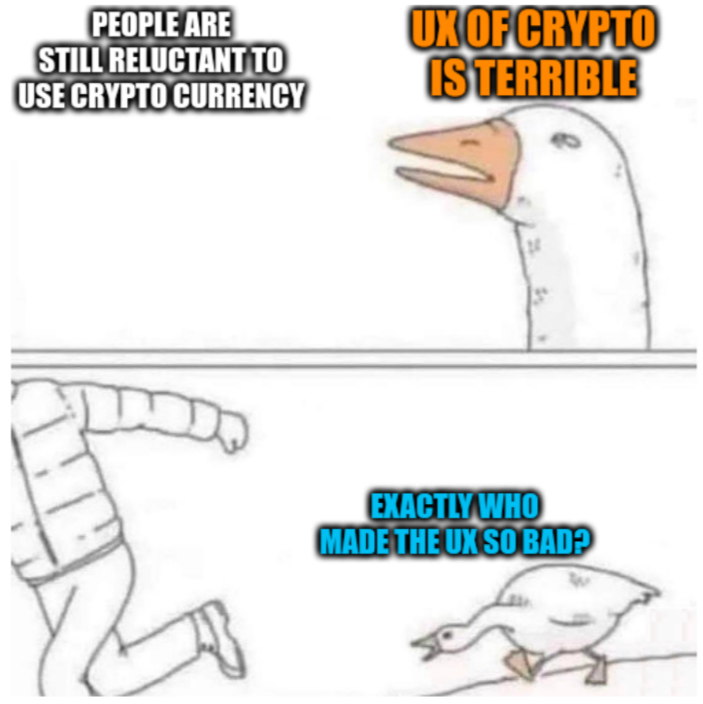 PEOPLE ARE
STILL RELUCTANT TO
USE CRYPTO CURRENCY
UX OF CRYPTO
IS TERRIBLE
EXACTLY WHO
MADE THE UX SO BAD?